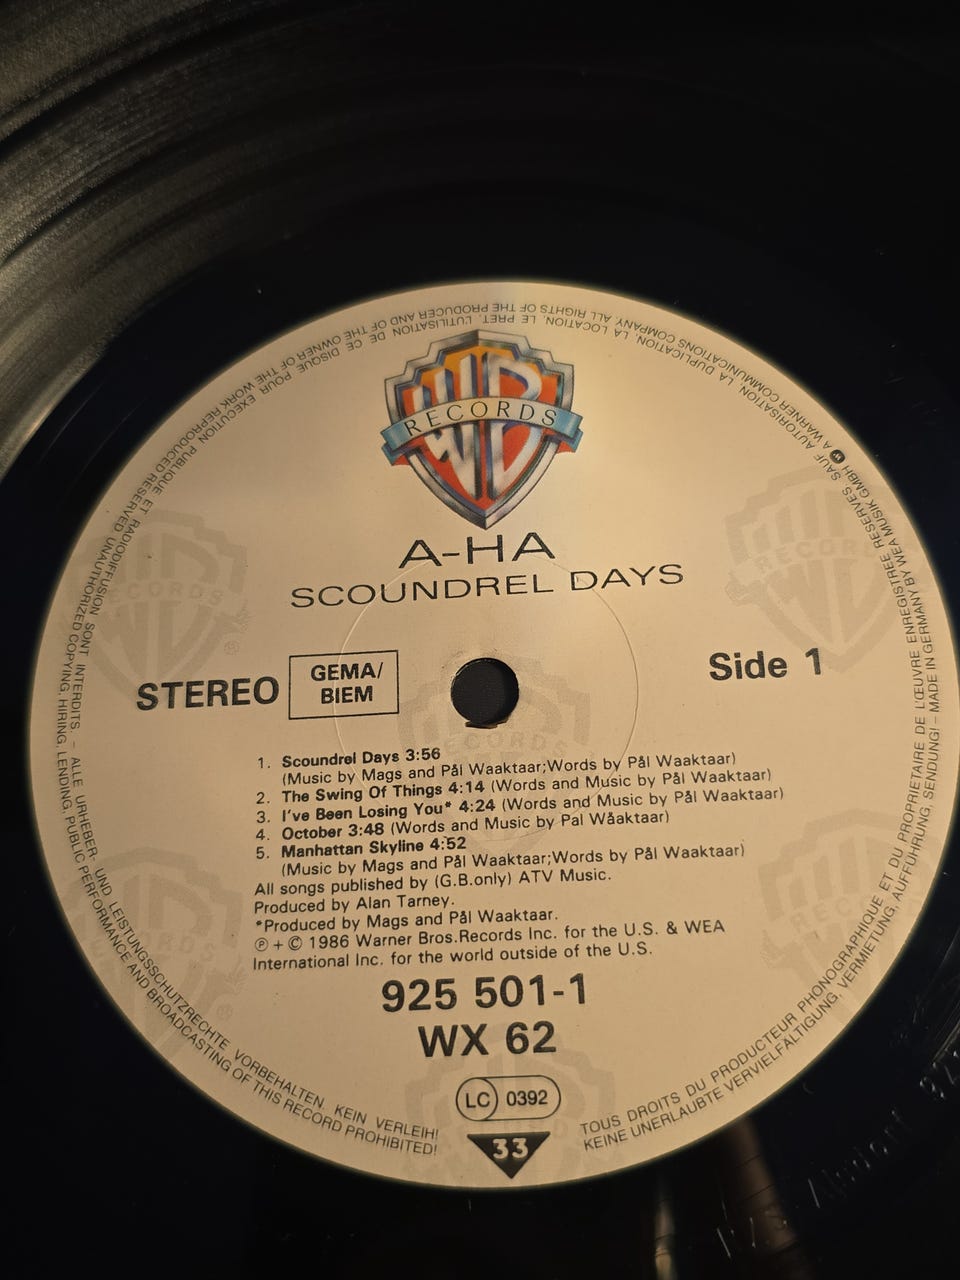 WB
RECORDS
A-HA
SCOUNDREL DAYS
STEREO
GEMA/
BIEM
Side 1
1. Scoundrel Days 3:56
(Music by Mags and Pål Waaktaar;Words by Pål Waaktaar)
2. The Swing Of Things 4:14 (Words and Music by Pål Waaktaar)
3. I've Been Losing You* 4:24 (Words and Music by Pål Waaktaar)
4. October 3:48 (Words and Music by Pal Wåaktaar)
5. Manhattan Skyline 4:52
(Music by Mags and Pål Waaktaar;Words by Pål Waaktaar)
All songs published by (G.B.only) ATV Music.
Produced by Alan Tarney.
*Produced by Mags and Pål Waaktaar.
℗ + © 1986 Warner Bros.Records Inc. for the U.S. & WEA
International Inc. for the world outside of the U.S.
925 501-1
WX 62
LC 0392
33
TOUS DROITS DU PRODUCTEUR PHONOGRAPHIQUE ET DU PROPRIETAIRE DE L'ŒUVRE ENREGISTREE RESERVES. SAUF AUTORISATION, LA DUPLICATION, LA LOCATION, LE PRET, L'UTILISATION DE CE DISQUE POUR EXECUTION PUBLIQUE ET RADIODIFFUSION SONT INTERDITS. – ALLE URHEBER- UND LEISTUNGSSCHUTZRECHTE VORBEHALTEN. KEIN VERLEIH!
KEINE UNERLAUBTE VERVIELFÄLTIGUNG, VERMIETUNG, AUFFÜHRUNG, SENDUNG! – MADE IN GERMANY BY WEA MUSIK GMBH A WARNER COMMUNICATIONS COMPANY. ALL RIGHTS OF THE PRODUCER AND OF THE OWNER OF THE WORK REPRODUCED RESERVED UNAUTHORIZED COPYING, HIRING, LENDING, PUBLIC PERFORMANCE AND BROADCASTING OF THIS RECORD PROHIBITED!